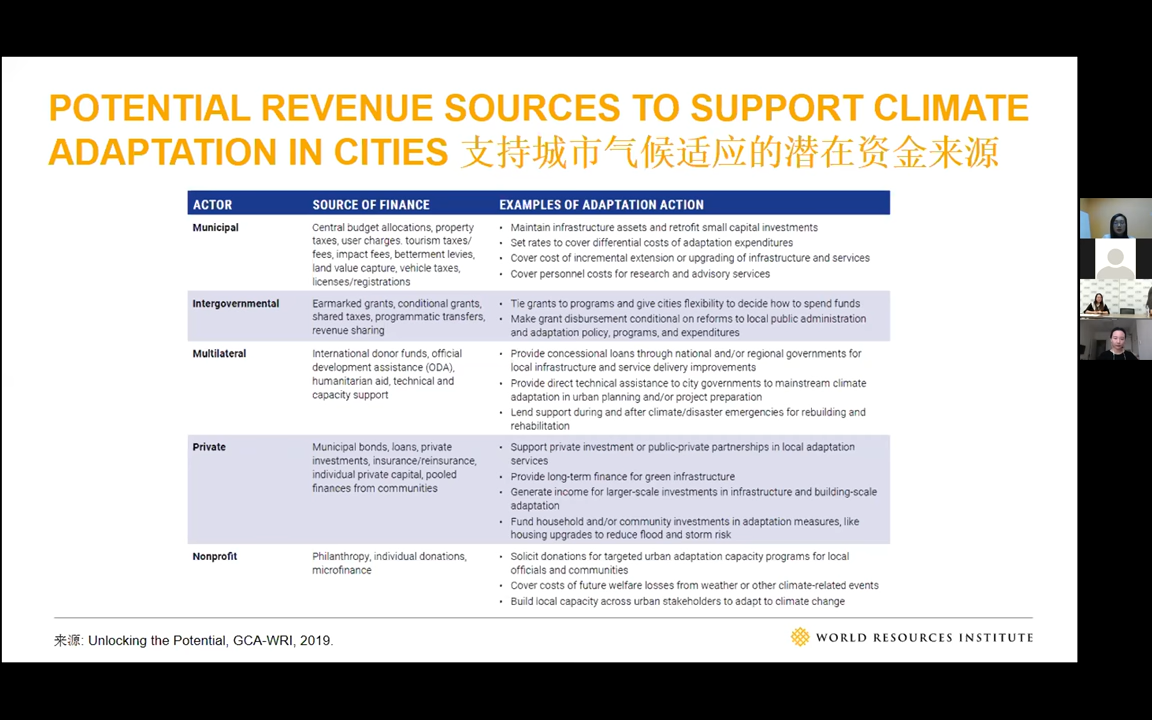 POTENTIAL REVENUE SOURCES TO SUPPORT CLIMATE
ADAPTATION IN CITIES 支持城市气候适应的潜在资金来源
ACTOR SOURCE OF FINANCE EXAMPLES OF ADAPTATION ACTION
Municipal
Central budget allocations, property
taxes, user charges. tourism taxes/
fees, impact fees, betterment levies,
land value capture, vehicle taxes,
licenses/registrations
• Maintain infrastructure assets and retrofit small capital investments
• Set rates to cover differential costs of adaptation expenditures
• Cover cost of incremental extension or upgrading of infrastructure and services
• Cover personnel costs for research and advisory services
Intergovernmental
Earmarked grants, conditional grants,
shared taxes, programmatic transfers,
revenue sharing
• Tie grants to programs and give cities flexibility to decide how to spend funds
• Make grant disbursement conditional on reforms to local public administration
and adaptation policy, programs, and expenditures
Multilateral
International donor funds, official
development assistance (ODA),
humanitarian aid, technical and
capacity support
• Provide concessional loans through national and/or regional governments for
local infrastructure and service delivery improvements
• Provide direct technical assistance to city governments to mainstream climate
adaptation in urban planning and/or project preparation
• Lend support during and after climate/disaster emergencies for rebuilding and
rehabilitation
Private
Municipal bonds, loans, private
investments, insurance/reinsurance,
individual private capital, pooled
finances from communities
• Support private investment or public-private partnerships in local adaptation
services
• Provide long-term finance for green infrastructure
• Generate income for larger-scale investments in infrastructure and building-scale
adaptation
• Fund household and/or community investments in adaptation measures, like
housing upgrades to reduce flood and storm risk
Nonprofit
Philanthropy, individual donations,
microfinance
• Solicit donations for targeted urban adaptation capacity programs for local
officials and communities
• Cover costs of future welfare losses from weather or other climate-related events
• Build local capacity across urban stakeholders to adapt to climate change
来源: Unlocking the Potential, GCA-WRI, 2019.
WORLD RESOURCES INSTITUTE